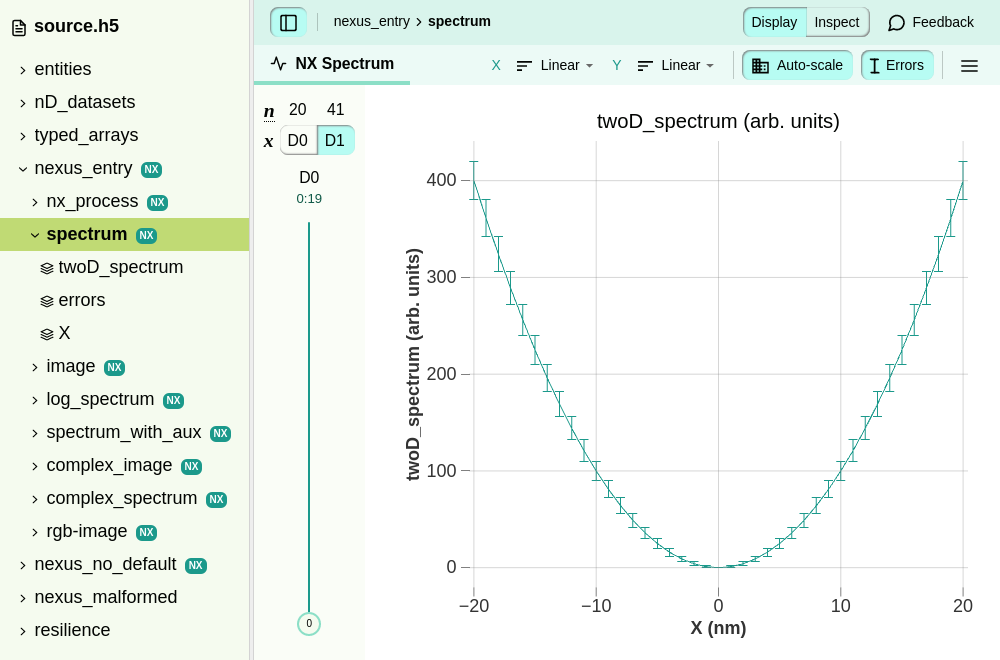 source.h5
entities
nD_datasets
typed_arrays
nexus_entry NX
nx_process NX
spectrum NX
twoD_spectrum
errors
X
image NX
log_spectrum NX
spectrum_with_aux NX
complex_image NX
complex_spectrum NX
rgb-image NX
nexus_no_default NX
nexus_malformed
resilience
nexus_entry > spectrum
Display Inspect Feedback
NX Spectrum
X Linear Y Linear Auto-scale Errors
n 20 41
x D0 D1
D0
0:19
0
twoD_spectrum (arb. units)
twoD_spectrum (arb. units)
400
300
200
100
0
−20 −10 0 10 20
X (nm)